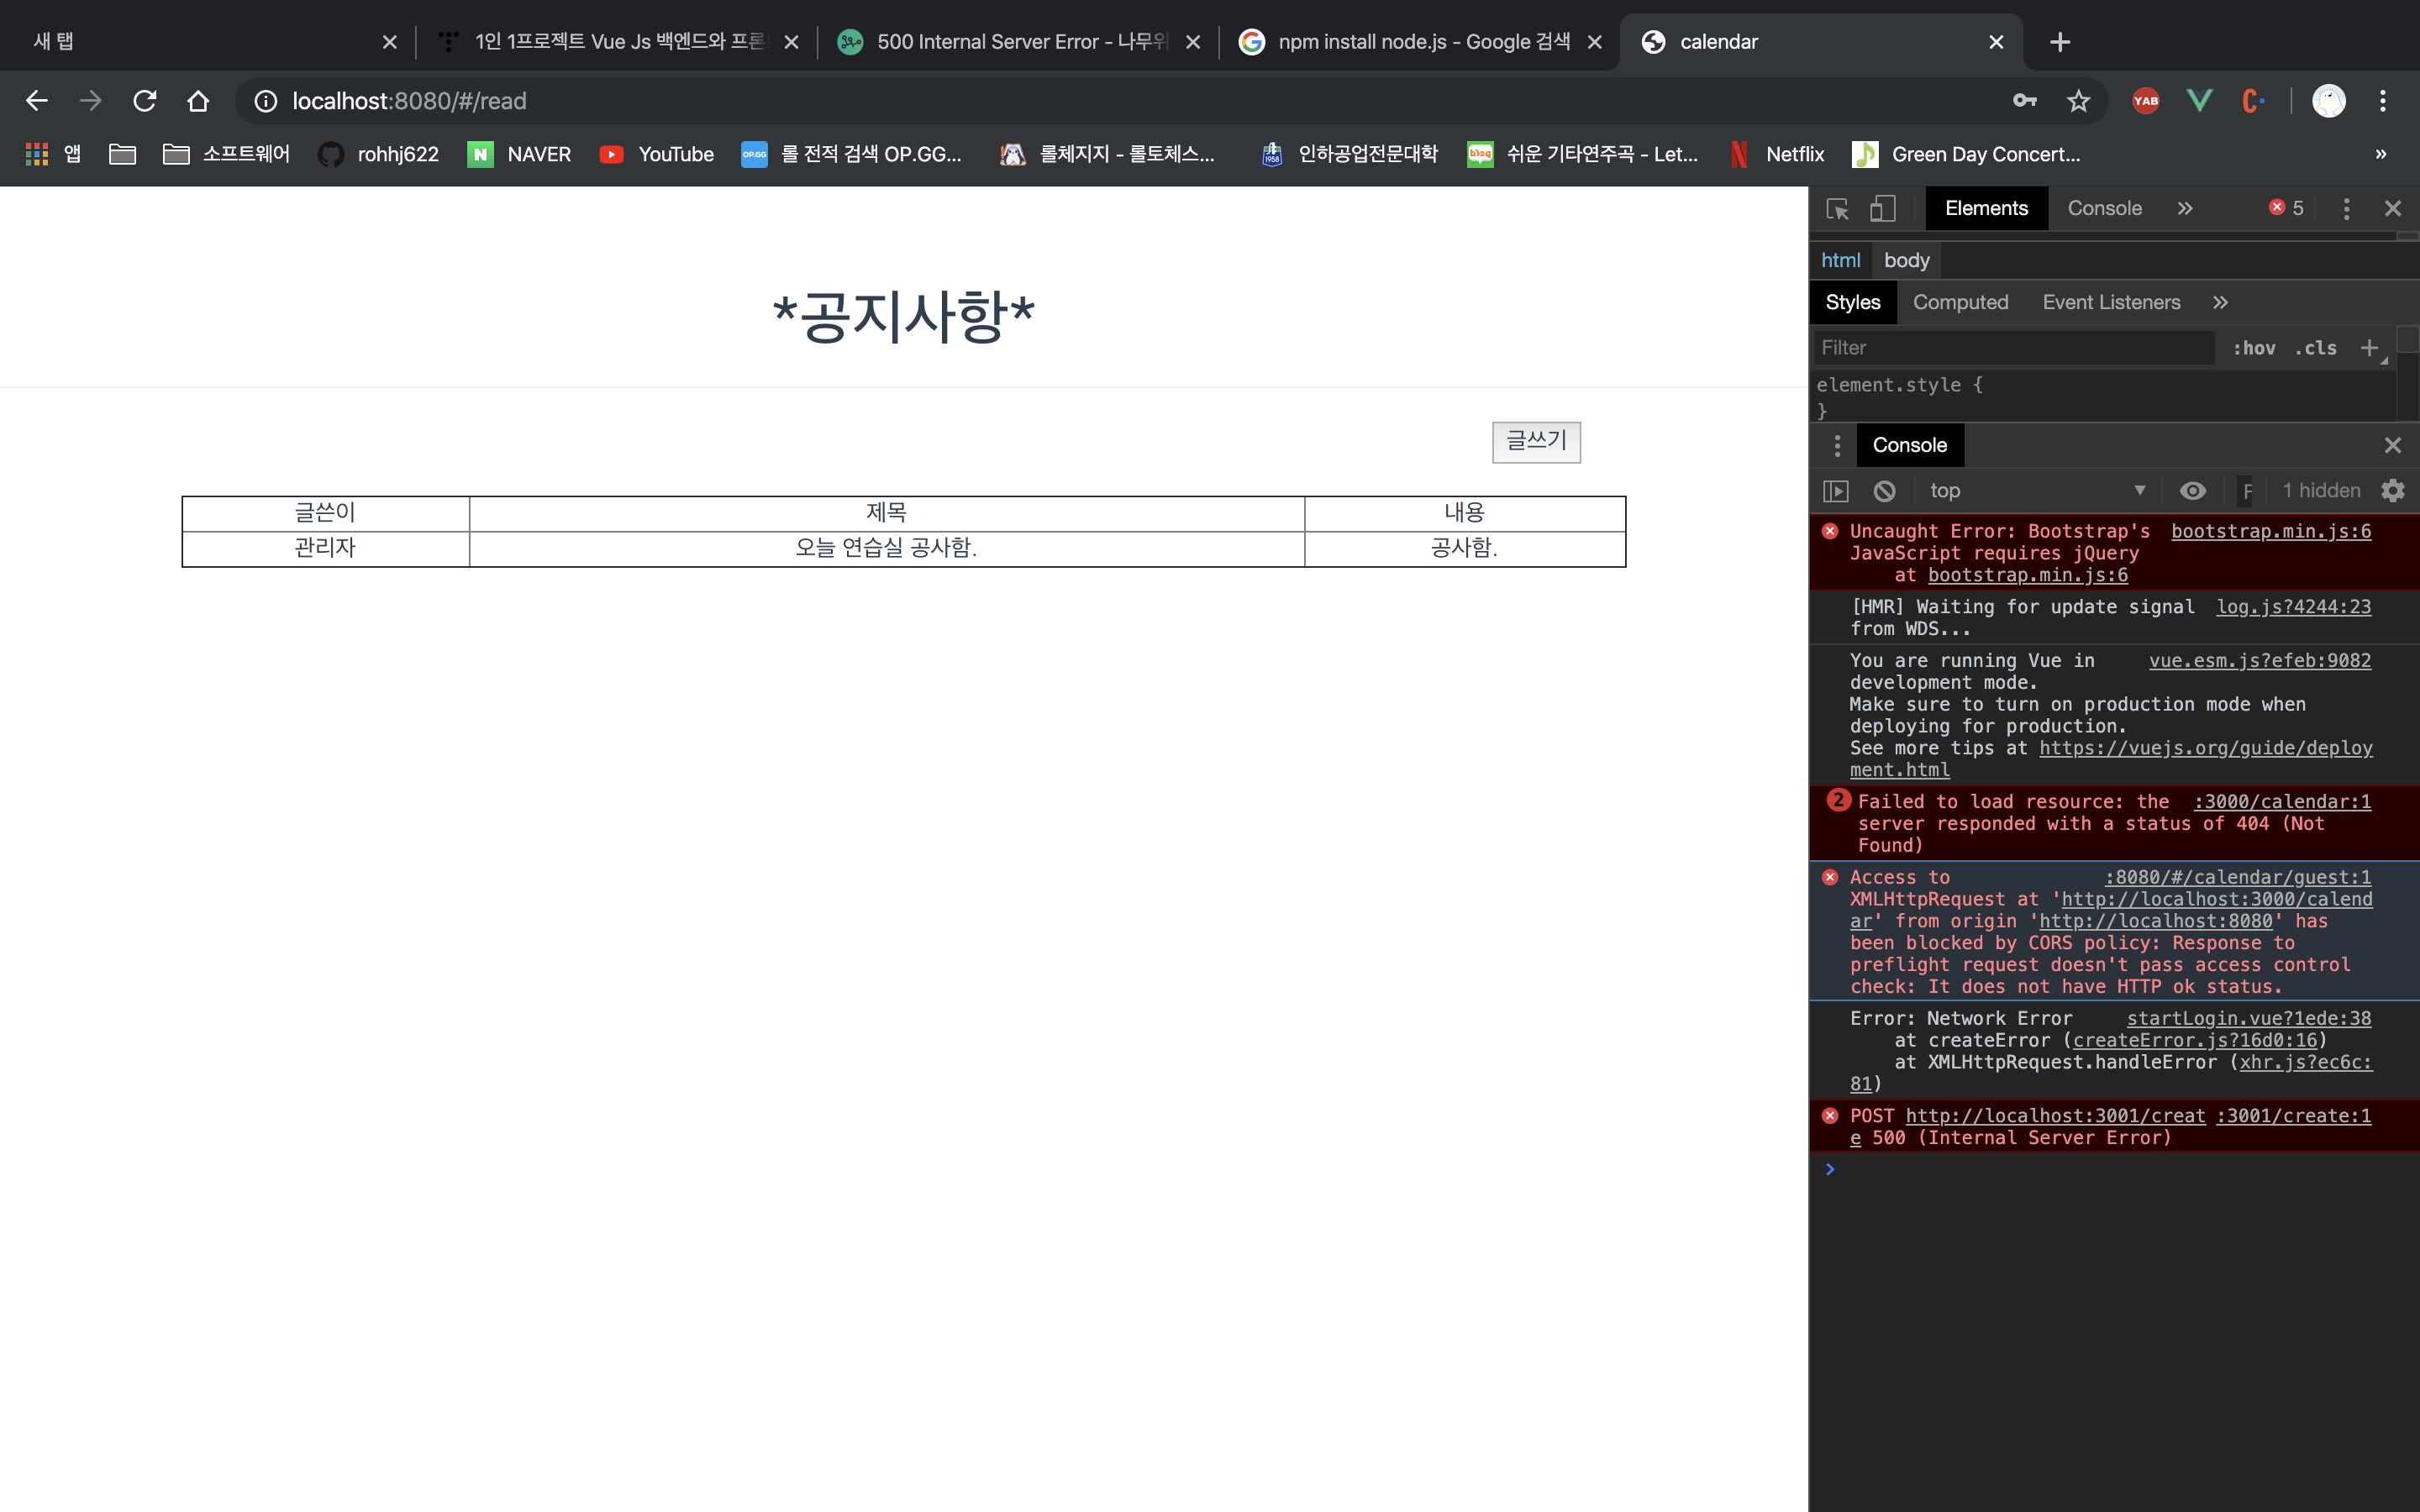 새 탭
1인 1프로젝트 Vue Js 백엔드와 프론
500 Internal Server Error - 나무위
npm install node.js - Google 검색
calendar
localhost:8080/#/read
YAB
앱
소프트웨어
rohhj622
N NAVER
YouTube
OP.GG 롤 전적 검색 OP.GG...
롤체지지 - 롤토체스...
1958 인하공업전문대학
blog 쉬운 기타연주곡 - Let...
Netflix
Green Day Concert...
»
*공지사항*
글쓰기
글쓴이 제목 내용
관리자 오늘 연습실 공사함. 공사함.
Elements Console » 5
html body
Styles Computed Event Listeners »
Filter :hov .cls +
element.style {
}
Console
top F 1 hidden
Uncaught Error: Bootstrap's bootstrap.min.js:6
JavaScript requires jQuery
at bootstrap.min.js:6
[HMR] Waiting for update signal log.js?4244:23
from WDS...
You are running Vue in vue.esm.js?efeb:9082
development mode.
Make sure to turn on production mode when
deploying for production.
See more tips at https://vuejs.org/guide/deploy
ment.html
2 Failed to load resource: the :3000/calendar:1
server responded with a status of 404 (Not
Found)
Access to :8080/#/calendar/guest:1
XMLHttpRequest at 'http://localhost:3000/calend
ar' from origin 'http://localhost:8080' has
been blocked by CORS policy: Response to
preflight request doesn't pass access control
check: It does not have HTTP ok status.
Error: Network Error startLogin.vue?1ede:38
at createError (createError.js?16d0:16)
at XMLHttpRequest.handleError (xhr.js?ec6c:
81)
POST http://localhost:3001/creat :3001/create:1
e 500 (Internal Server Error)